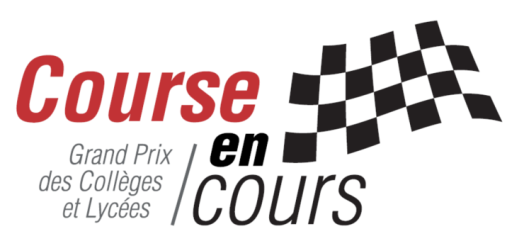 Course
en
cours
Grand Prix
des Collèges
et Lycées